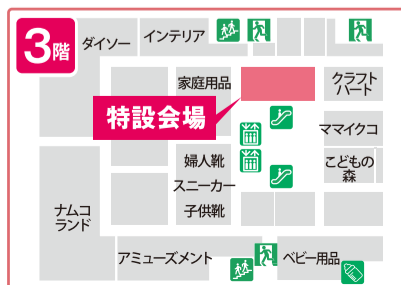 3階
ダイソー
インテリア
家庭用品
クラフト
ハート
特設会場
ママイクコ
婦人靴
こどもの
森
スニーカー
子供靴
ナムコ
ランド
アミューズメント
ベビー用品